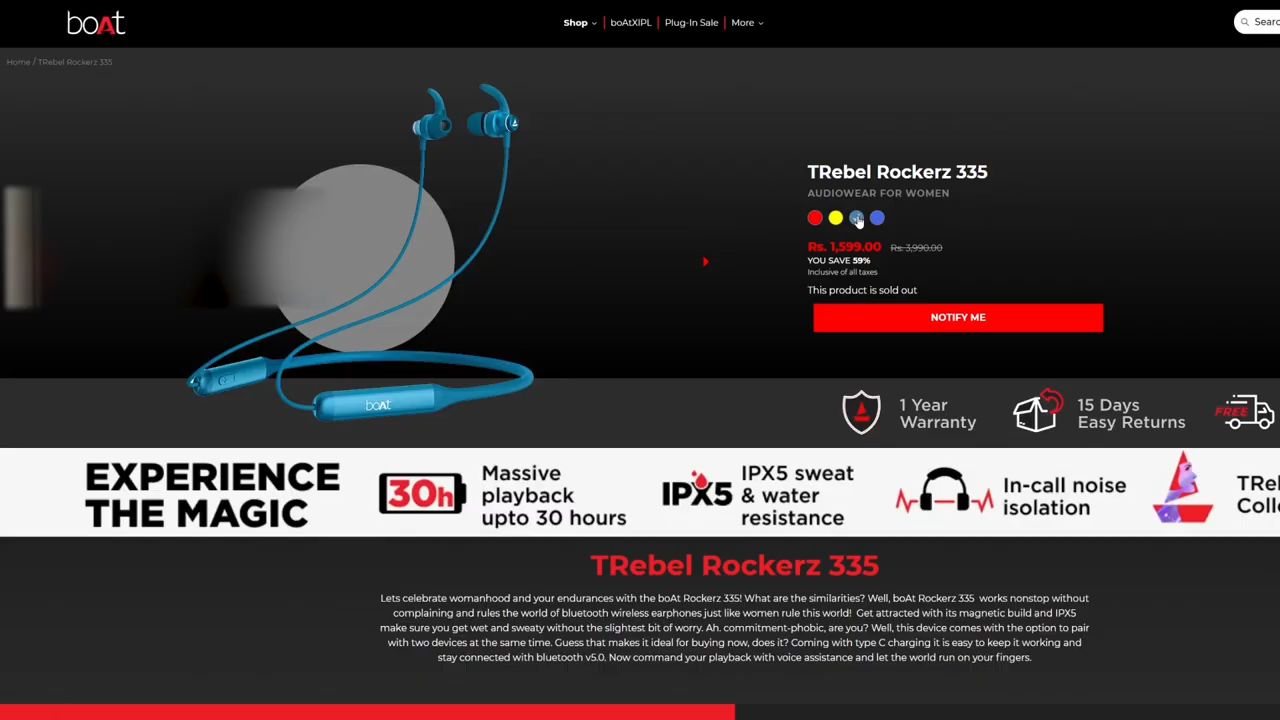 boAt
Shop
boAtXIPL
Plug-In Sale
More
Searc
Home / TRebel Rockerz 335
TRebel Rockerz 335
AUDIOWEAR FOR WOMEN
Rs. 1,599.00 Rs. 3,990.00
YOU SAVE 59%
Inclusive of all taxes
This product is sold out
NOTIFY ME
boAt
1 Year
Warranty
15 Days
Easy Returns
FREE
EXPERIENCE
THE MAGIC
30h
Massive
playback
upto 30 hours
IPX5
IPX5 sweat
& water
resistance
In-call noise
isolation
TRe
Colle
TRebel Rockerz 335
Lets celebrate womanhood and your endurances with the boAt Rockerz 335! What are the similarities? Well, boAt Rockerz 335 works nonstop without
complaining and rules the world of bluetooth wireless earphones just like women rule this world! Get attracted with its magnetic build and IPX5
make sure you get wet and sweaty without the slightest bit of worry. Ah. commitment-phobic, are you? Well, this device comes with the option to pair
with two devices at the same time. Guess that makes it ideal for buying now, does it? Coming with type C charging it is easy to keep it working and
stay connected with bluetooth v5.0. Now command your playback with voice assistance and let the world run on your fingers.